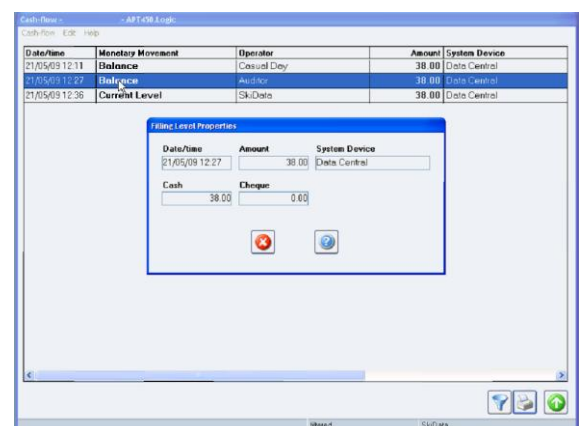 Cash-flow - - APT450.Logic
Cash-flow Edit Help
Date/time Monetary Movement Operator Amount System Device
21/05/09 12:11 Balance Casual Day 38.00 Data Central
21/05/09 12:27 Balance Auditor 38.00 Data Central
21/05/09 12:36 Current Level SkiData 38.00 Data Central
Filling Level Properties
Date/time Amount System Device
21/05/09 12:27 38.00 Data Central
Cash Cheque
38.00 0.00
SkiData